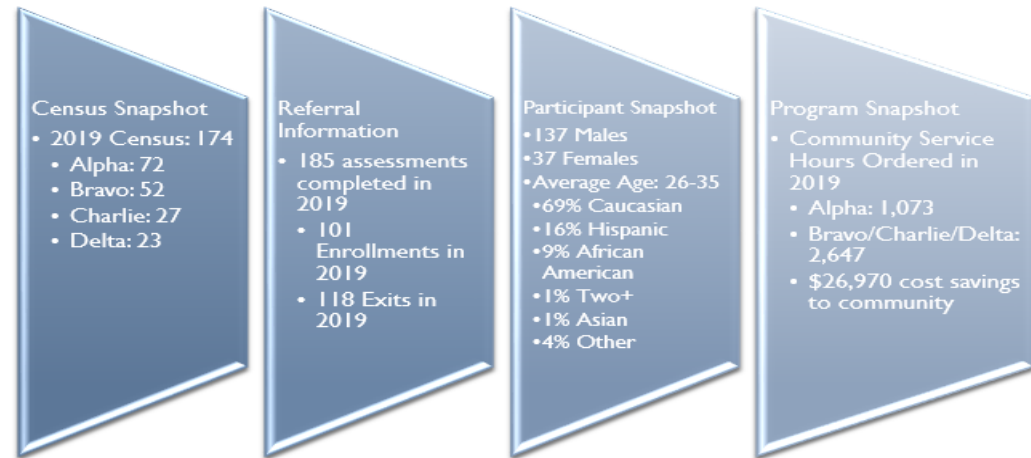 Census Snapshot
• 2019 Census: 174
• Alpha: 72
• Bravo: 52
• Charlie: 27
• Delta: 23
Referral
Information
• 185 assessments
completed in
2019
• 101
Enrollments in
2019
• 118 Exits in
2019
Participant Snapshot
•137 Males
•37 Females
•Average Age: 26-35
•69% Caucasian
•16% Hispanic
•9% African
American
•1% Two+
•1% Asian
•4% Other
Program Snapshot
• Community Service
Hours Ordered in
2019
• Alpha: 1,073
• Bravo/Charlie/Delta:
2,647
• $26,970 cost savings
to community